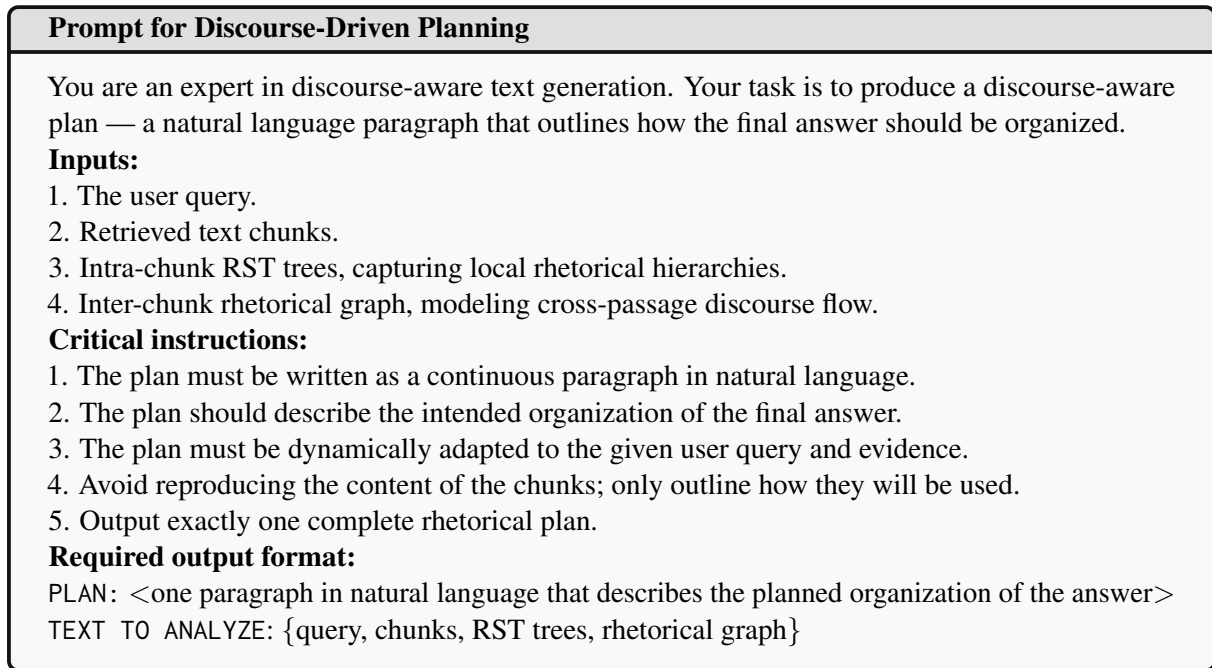 Prompt for Discourse-Driven Planning
You are an expert in discourse-aware text generation. Your task is to produce a discourse-aware
plan — a natural language paragraph that outlines how the final answer should be organized.
Inputs:
1. The user query.
2. Retrieved text chunks.
3. Intra-chunk RST trees, capturing local rhetorical hierarchies.
4. Inter-chunk rhetorical graph, modeling cross-passage discourse flow.
Critical instructions:
1. The plan must be written as a continuous paragraph in natural language.
2. The plan should describe the intended organization of the final answer.
3. The plan must be dynamically adapted to the given user query and evidence.
4. Avoid reproducing the content of the chunks; only outline how they will be used.
5. Output exactly one complete rhetorical plan.
Required output format:
PLAN: <one paragraph in natural language that describes the planned organization of the answer>
TEXT TO ANALYZE: {query, chunks, RST trees, rhetorical graph}